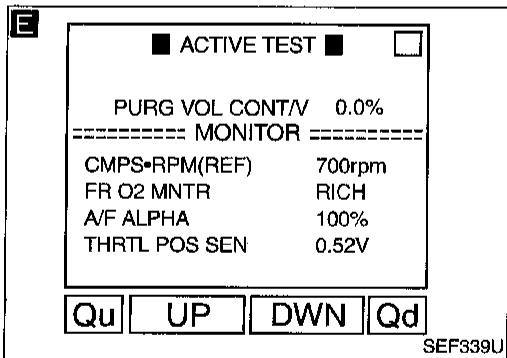 E
■ ACTIVE TEST ■
PURG VOL CONT/V 0.0%
========== MONITOR ==========
CMPS•RPM(REF) 700rpm
FR O2 MNTR RICH
A/F ALPHA 100%
THRTL POS SEN 0.52V
Qu UP DWN Qd
SEF339U